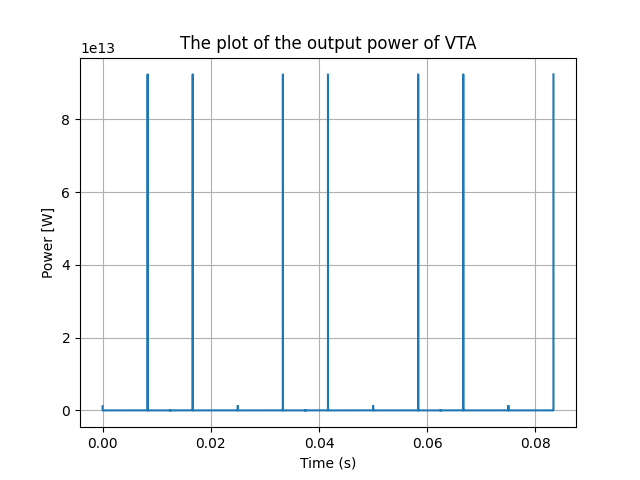 The plot of the output power of VTA
1e13
8
6
4
2
0
Power [W]
0.00 0.02 0.04 0.06 0.08
Time (s)